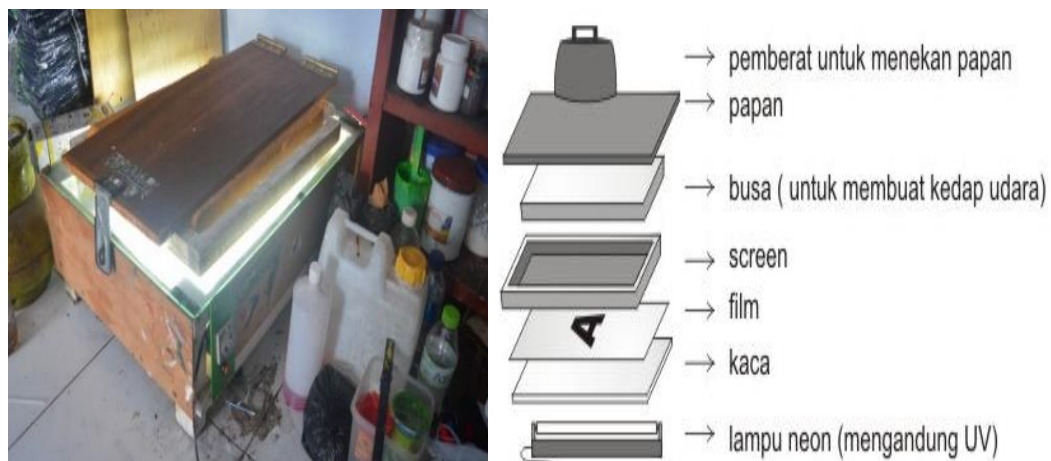 pemberat untuk menekan papan
papan
busa ( untuk membuat kedap udara)
screen
film
A
kaca
lampu neon (mengandung UV)